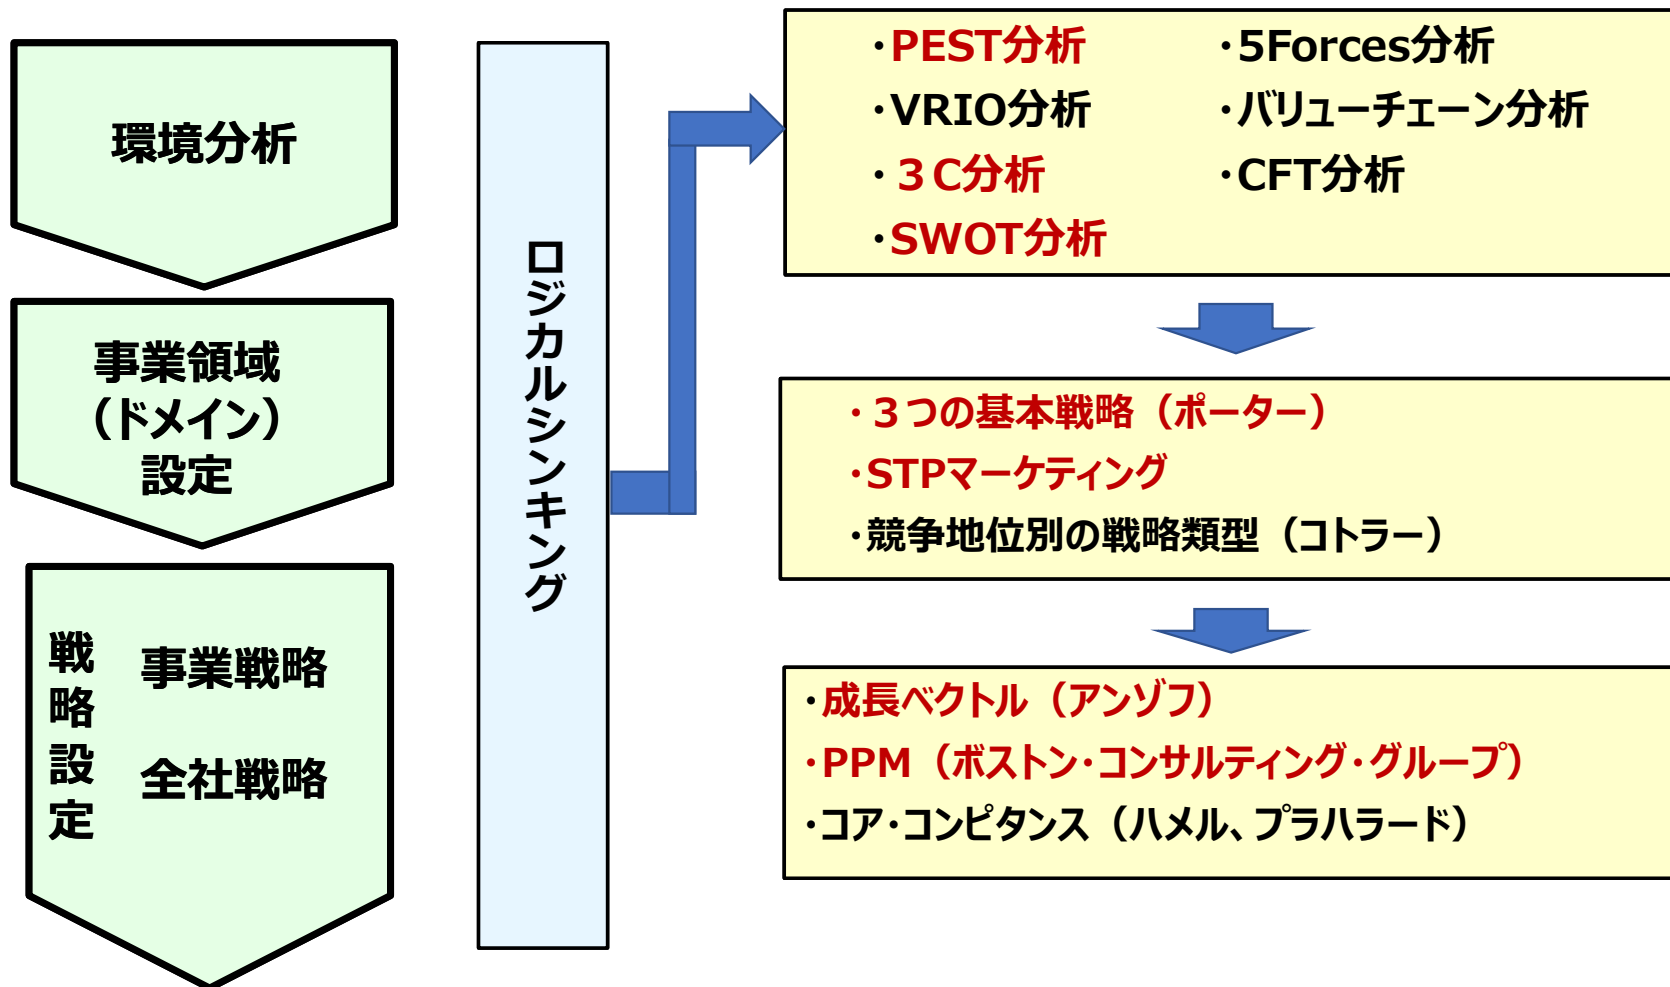 環境分析
事業領域
（ドメイン）
設定
戦略設定
事業戦略
全社戦略
ロジカルシンキング
・PEST分析
・5Forces分析
・VRIO分析
・バリューチェーン分析
・３C分析
・CFT分析
・SWOT分析
・３つの基本戦略（ポーター）
・STPマーケティング
・競争地位別の戦略類型（コトラー）
・成長ベクトル（アンゾフ）
・PPM（ボストン・コンサルティング・グループ）
・コア・コンピタンス（ハメル、プラハラード）